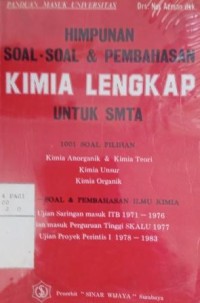 PANDUAN MASUK UNIVERSITAS
HIMPUNAN
SOAL-SOAL & PEMBAHASAN
KIMIA LENGKAP
UNTUK SMTA
1001 SOAL PILIHAN
Kimia Anorganik & Kimia Teori
Kimia Unsur
Kimia Organik
SOAL & PEMBAHASAN ILMU KIMIA
Ujian Saringan masuk ITB 1971 - 1976
masuk Perguruan Tinggi SKALU 1977
Ujian Proyek Perintis I 1978 - 1983
Penerbit "SINAR WIJAYA" Surabaya